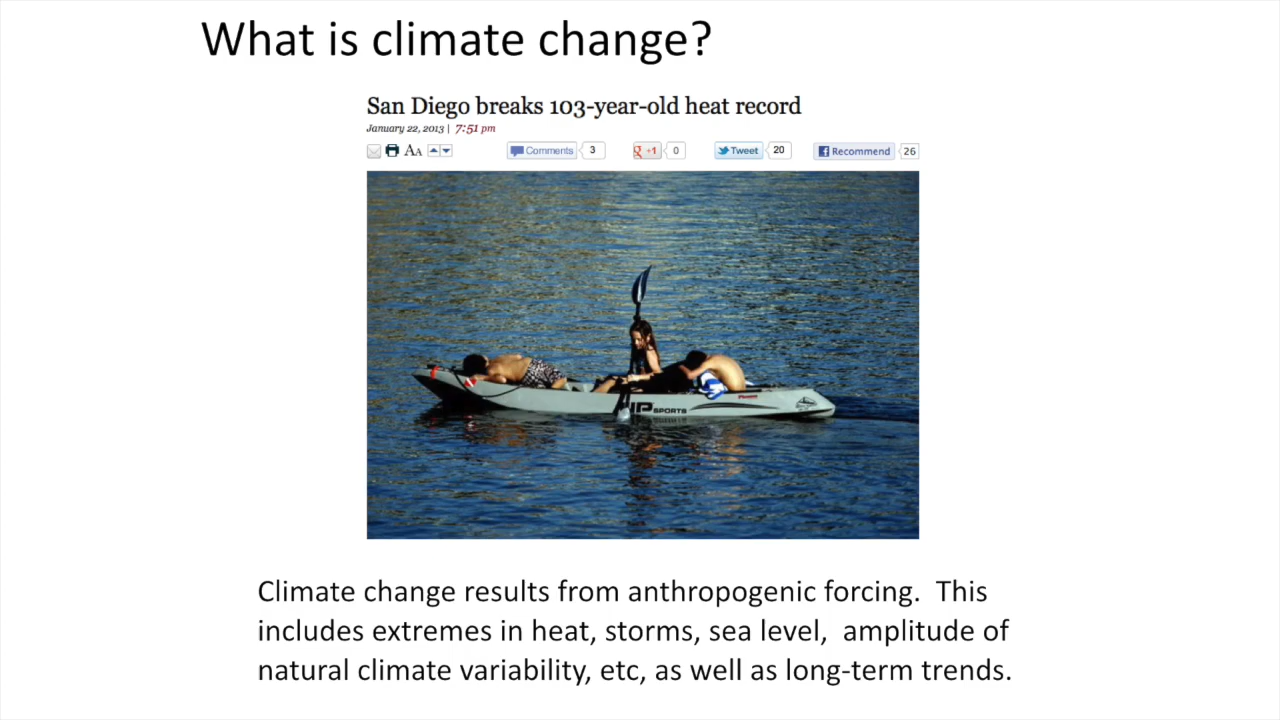 What is climate change?
San Diego breaks 103-year-old heat record
January 22, 2013 | 7:51 pm
AA Comments 3 g +1 0 Tweet 20 Recommend 26
SPORTS
Climate change results from anthropogenic forcing.  This
includes extremes in heat, storms, sea level,  amplitude of
natural climate variability, etc, as well as long-term trends.